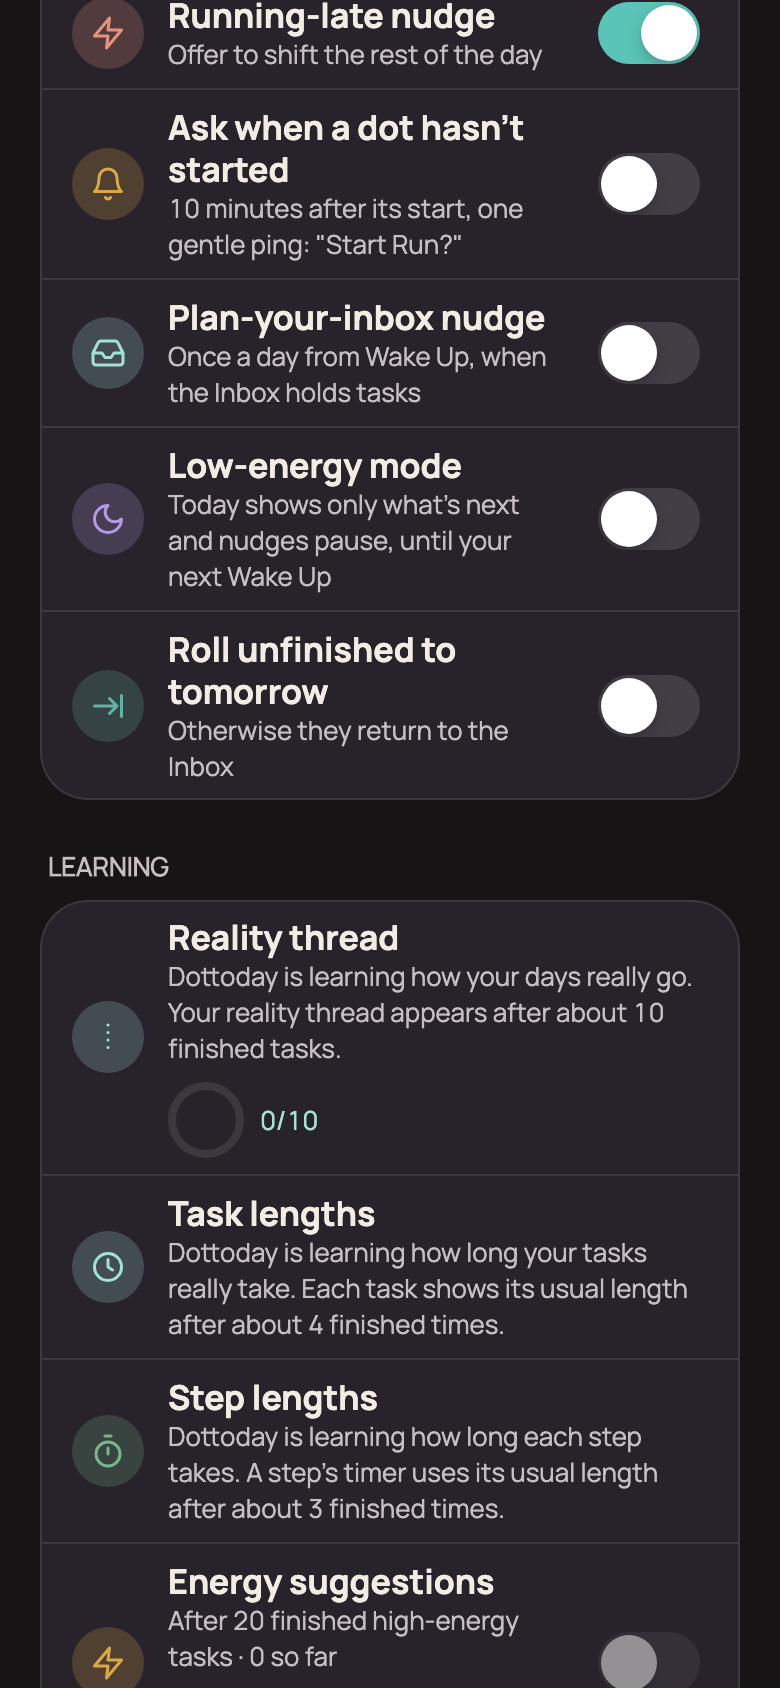 Running-late nudge
Offer to shift the rest of the day
Ask when a dot hasn’t
started
10 minutes after its start, one
gentle ping: "Start Run?"
Plan-your-inbox nudge
Once a day from Wake Up, when
the Inbox holds tasks
Low-energy mode
Today shows only what’s next
and nudges pause, until your
next Wake Up
Roll unfinished to
tomorrow
Otherwise they return to the
Inbox
LEARNING
Reality thread
Dottoday is learning how your days really go.
Your reality thread appears after about 10
finished tasks.
0/10
Task lengths
Dottoday is learning how long your tasks
really take. Each task shows its usual length
after about 4 finished times.
Step lengths
Dottoday is learning how long each step
takes. A step’s timer uses its usual length
after about 3 finished times.
Energy suggestions
After 20 finished high-energy
tasks · 0 so far